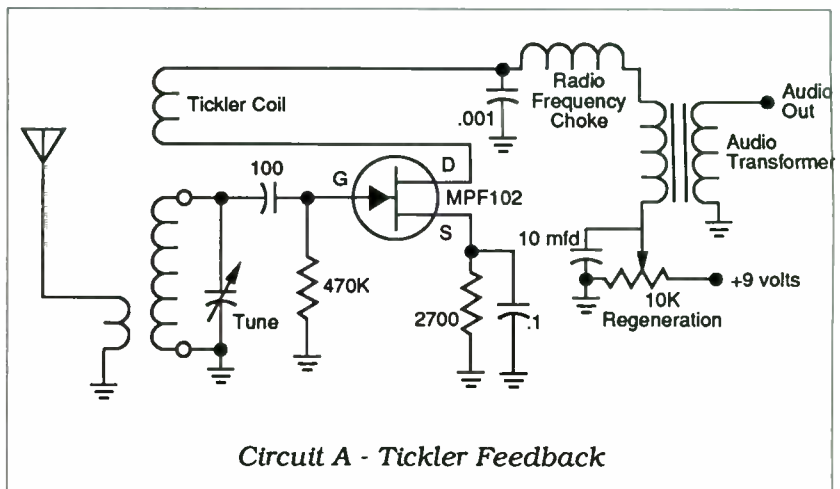 Tickler Coil
.001
Radio
Frequency
Choke
Audio
Out
Audio
Transformer
100
G
D
MPF102
S
10 mfd
+9 volts
470K
Tune
2700
.1
10K
Regeneration
Circuit A - Tickler Feedback